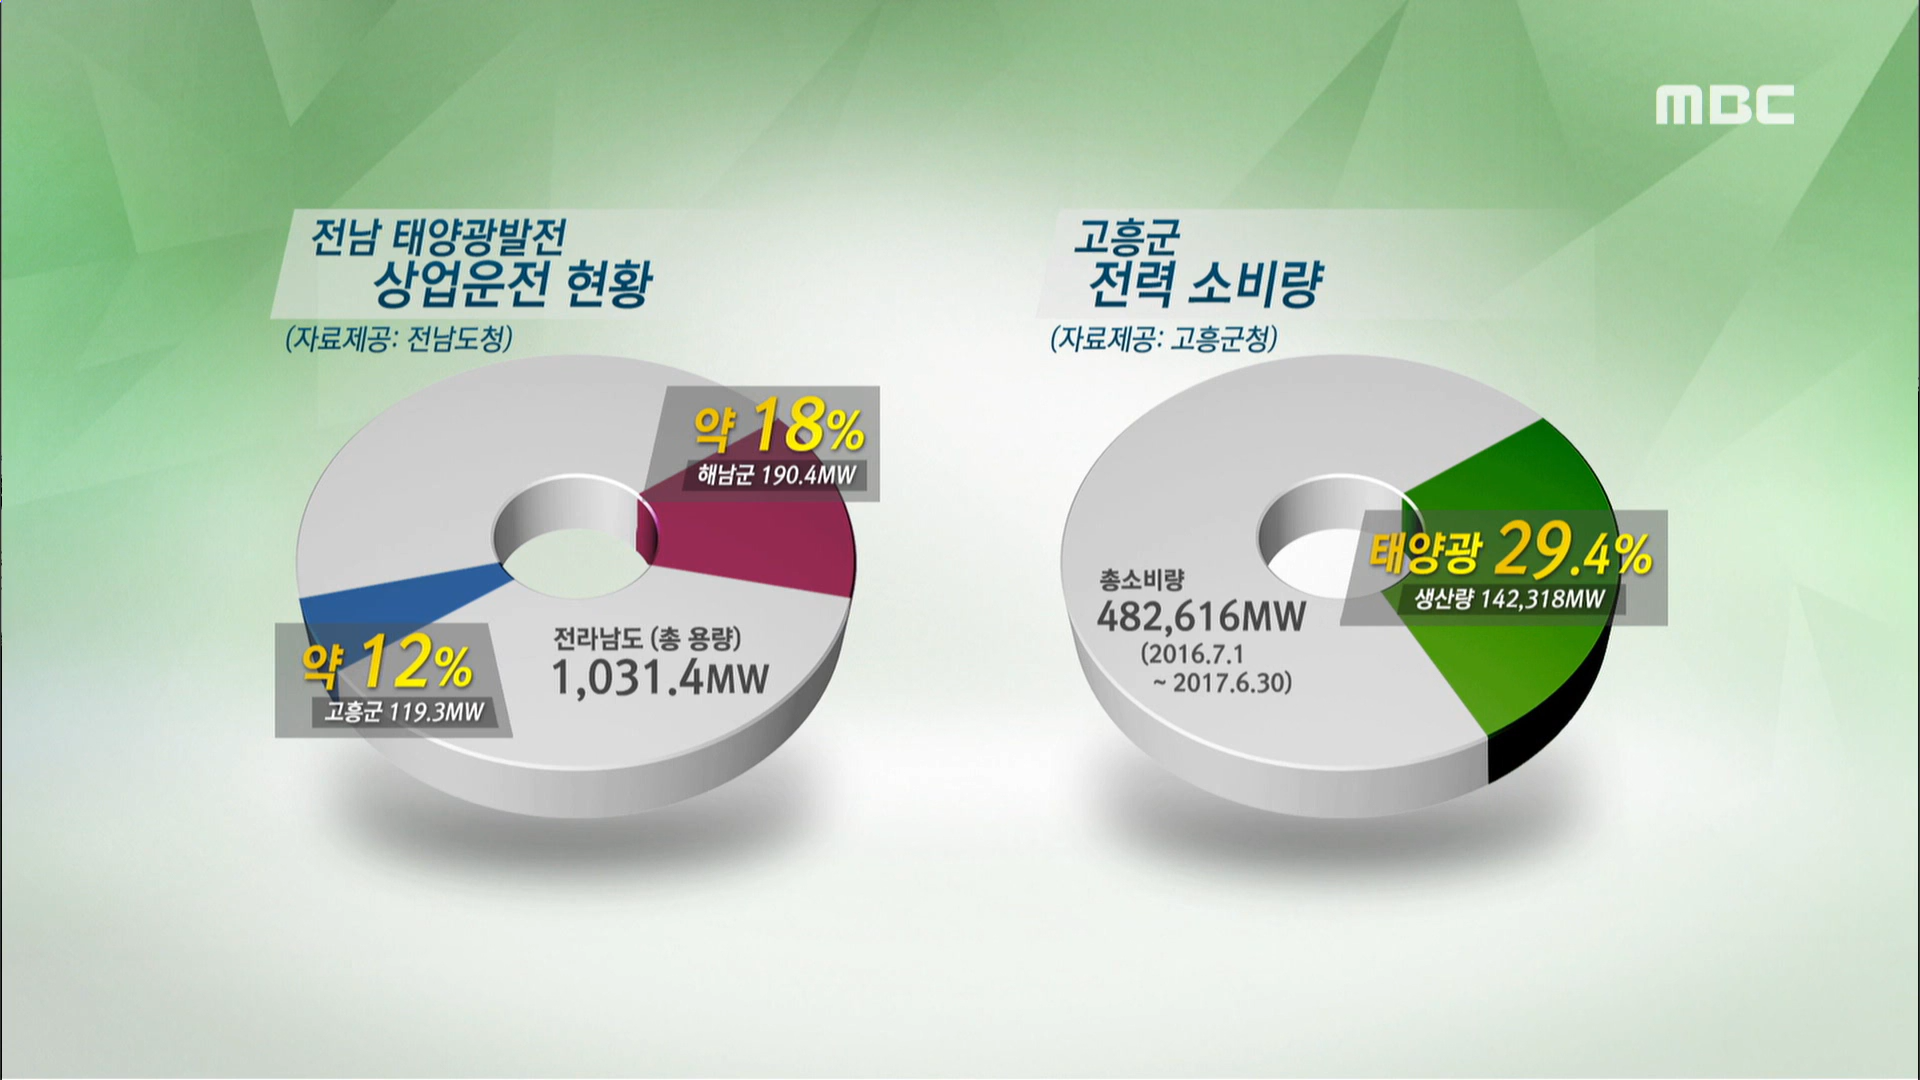 MBC
전남 태양광발전
상업운전 현황
(자료제공: 전남도청)
약 18%
해남군 190.4MW
약 12%
고흥군 119.3MW
전라남도 (총 용량)
1,031.4MW
고흥군
전력 소비량
(자료제공: 고흥군청)
태양광 29.4%
생산량 142,318MW
총소비량
482,616MW
(2016.7.1
~ 2017.6.30)